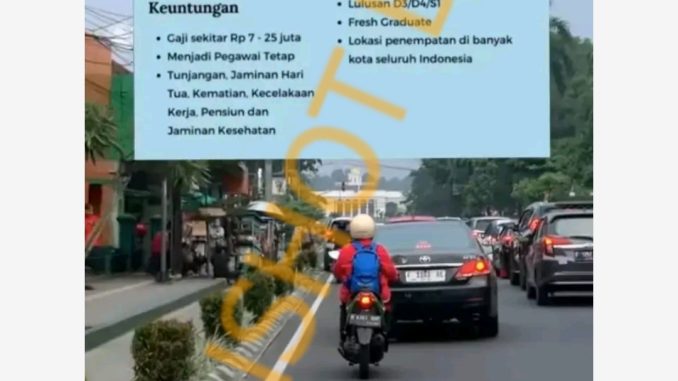 Keuntungan
• Gaji sekitar Rp 7 - 25 juta
• Menjadi Pegawai Tetap
• Tunjangan, Jaminan Hari
Tua, Kematian, Kecelakaan
Kerja, Pensiun dan
Jaminan Kesehatan
• Lulusan D3/D4/S1
• Fresh Graduate
• Lokasi penempatan di banyak
kota seluruh Indonesia